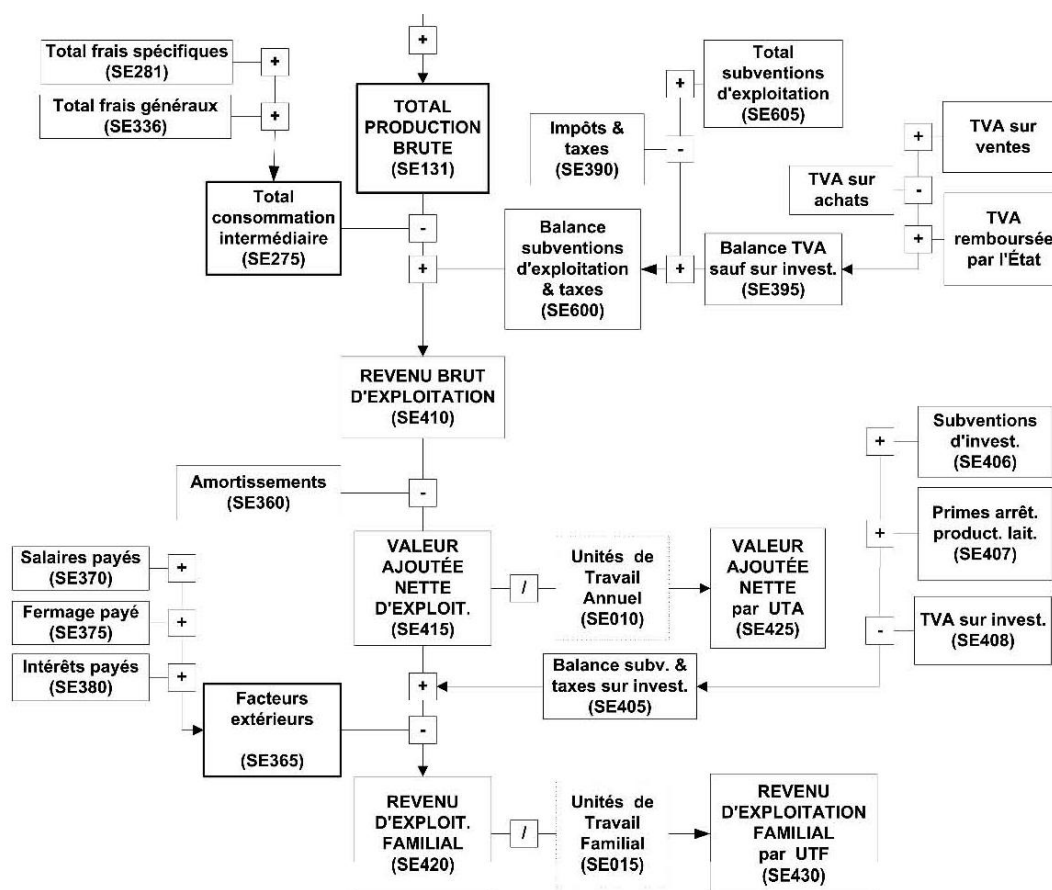 +
Total frais spécifiques
(SE281)
+
Total frais généraux
(SE336)
+
TOTAL
PRODUCTION
BRUTE
(SE131)
Total
consommation
intermédiaire
(SE275)
-
+
Impôts &
taxes
(SE390)
+
-
+
Total
subventions
d'exploitation
(SE605)
Balance
subventions
d'exploitation
& taxes
(SE600)
Balance TVA
sauf sur invest.
(SE395)
TVA sur
achats
+
-
+
TVA sur
ventes
TVA
remboursée
par l'État
REVENU BRUT
D'EXPLOITATION
(SE410)
Amortissements
(SE360)
-
VALEUR
AJOUTÉE
NETTE
D'EXPLOIT.
(SE415)
/
Unités de
Travail
Annuel
(SE010)
VALEUR
AJOUTÉE
NETTE
par UTA
(SE425)
+
Subventions
d'invest.
(SE406)
+
Primes arrêt.
product. lait.
(SE407)
-
TVA sur invest.
(SE408)
Salaires payés
(SE370)
+
Fermage payé
(SE375)
+
Intérêts payés
(SE380)
+
Facteurs
extérieurs
(SE365)
+
-
Balance subv. &
taxes sur invest.
(SE405)
REVENU
D'EXPLOIT.
FAMILIAL
(SE420)
/
Unités de
Travail
Familial
(SE015)
REVENU
D'EXPLOITATION
FAMILIAL
par UTF
(SE430)